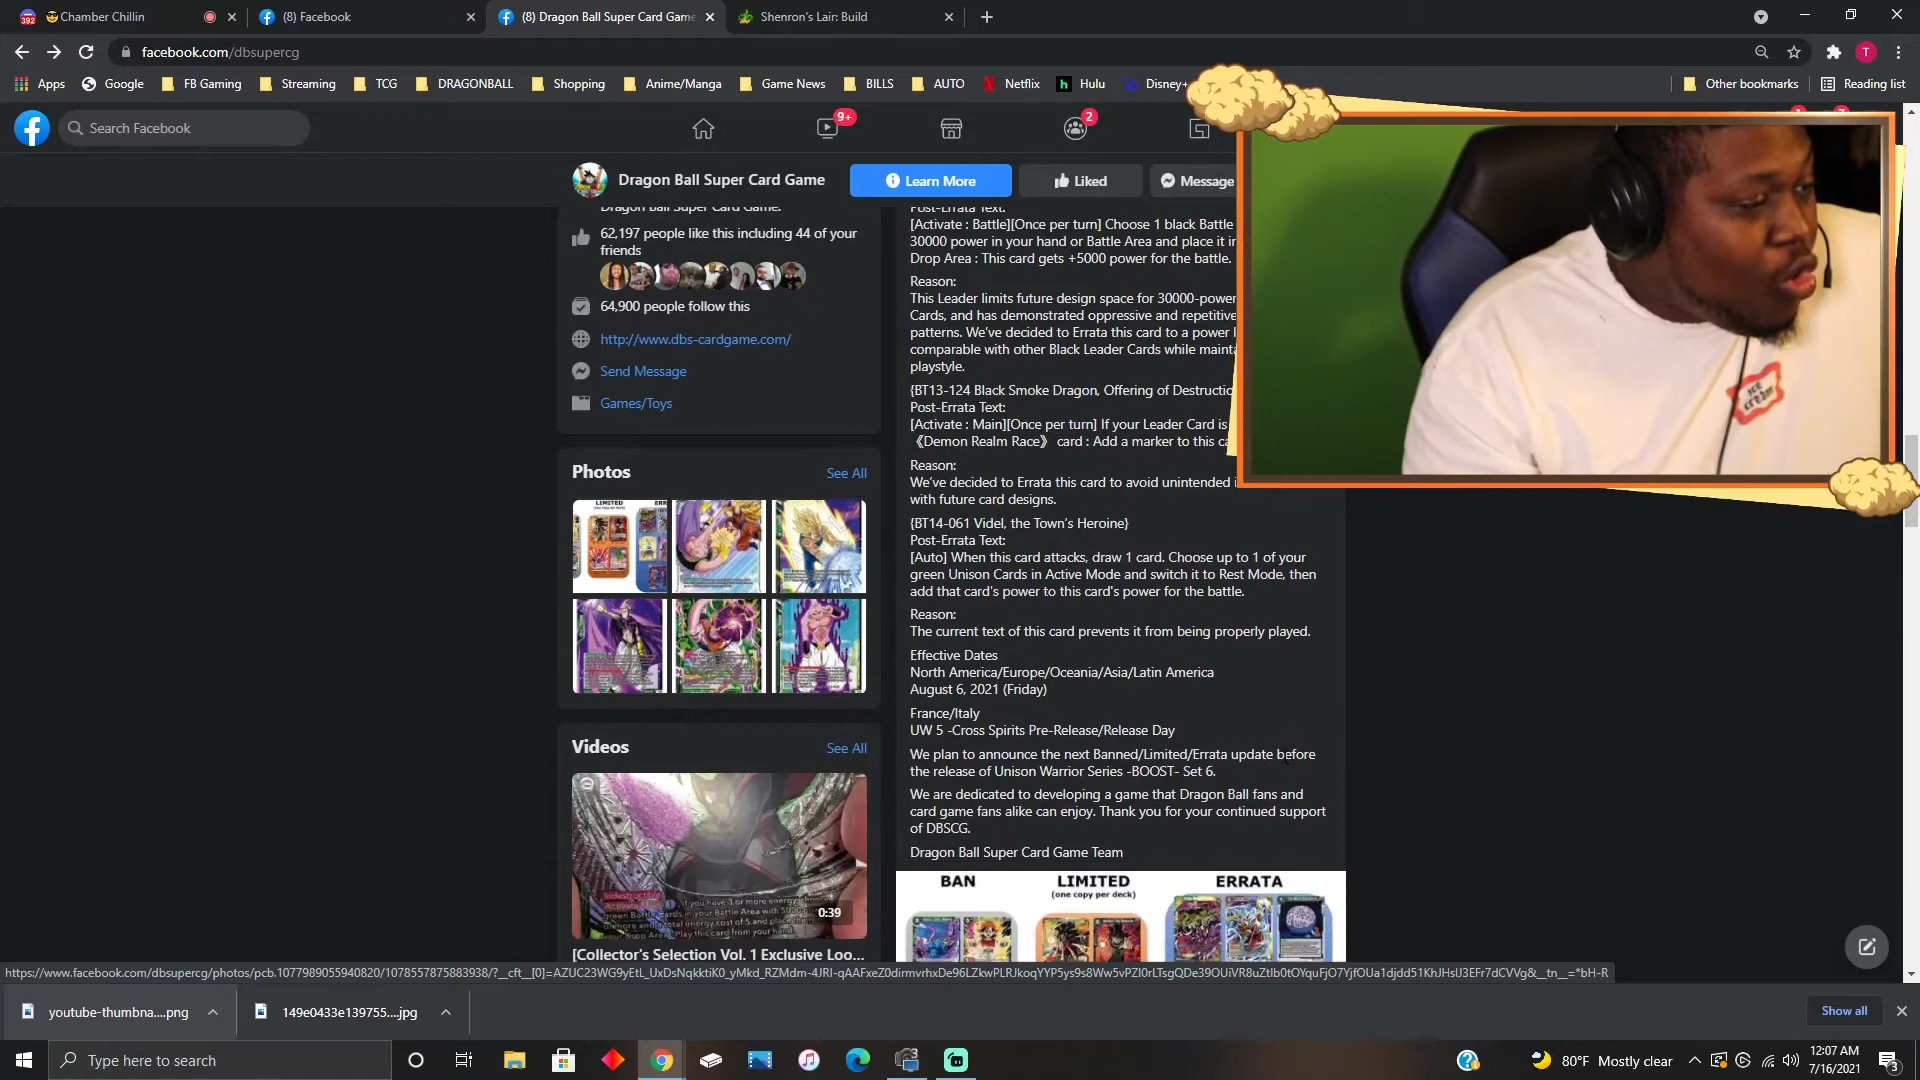 392 😎 Chamber Chillin
(8) Facebook
(8) Dragon Ball Super Card Game
Shenron's Lair: Build
facebook.com/dbsupercg
T
Apps Google FB Gaming Streaming TCG DRAGONBALL Shopping Anime/Manga Game News BILLS AUTO Netflix Hulu Disney+ Other bookmarks Reading list
Search Facebook
9+
2
Dragon Ball Super Card Game
Learn More
Liked
Message
Dragon Ball Super Card Game.
62,197 people like this including 44 of your
friends
64,900 people follow this
http://www.dbs-cardgame.com/
Send Message
Games/Toys
Photos
See All
LIMITED
Videos
See All
0:39
[Collector's Selection Vol. 1 Exclusive Loo...
Post-Errata Text:
[Activate : Battle][Once per turn] Choose 1 black Battle
30000 power in your hand or Battle Area and place it in
Drop Area : This card gets +5000 power for the battle.
Reason:
This Leader limits future design space for 30000-power
Cards, and has demonstrated oppressive and repetitive
patterns. We've decided to Errata this card to a power
comparable with other Black Leader Cards while
playstyle.
{BT13-124 Black Smoke Dragon, Offering of
Post-Errata Text:
[Activate : Main][Once per turn] If your Leader Card is
《Demon Realm Race》 card : Add a marker to this
Reason:
We've decided to Errata this card to avoid unintended
with future card designs.
{BT14-061 Videl, the Town's Heroine}
Post-Errata Text:
[Auto] When this card attacks, draw 1 card. Choose up to 1 of your
green Unison Cards in Active Mode and switch it to Rest Mode, then
add that card's power to this card's power for the battle.
Reason:
The current text of this card prevents it from being properly played.
Effective Dates
North America/Europe/Oceania/Asia/Latin America
August 6, 2021 (Friday)
France/Italy
UW 5 -Cross Spirits Pre-Release/Release Day
We plan to announce the next Banned/Limited/Errata update before
the release of Unison Warrior Series -BOOST- Set 6.
We are dedicated to developing a game that Dragon Ball fans and
card game fans alike can enjoy. Thank you for your continued support
of DBSCG.
Dragon Ball Super Card Game Team
BAN LIMITED ERRATA
(one copy per deck)
ice
cream
youtube-thumbna....png
149e0433e139755....jpg
Show all
Type here to search
80°F Mostly clear
12:07 AM
7/16/2021
3